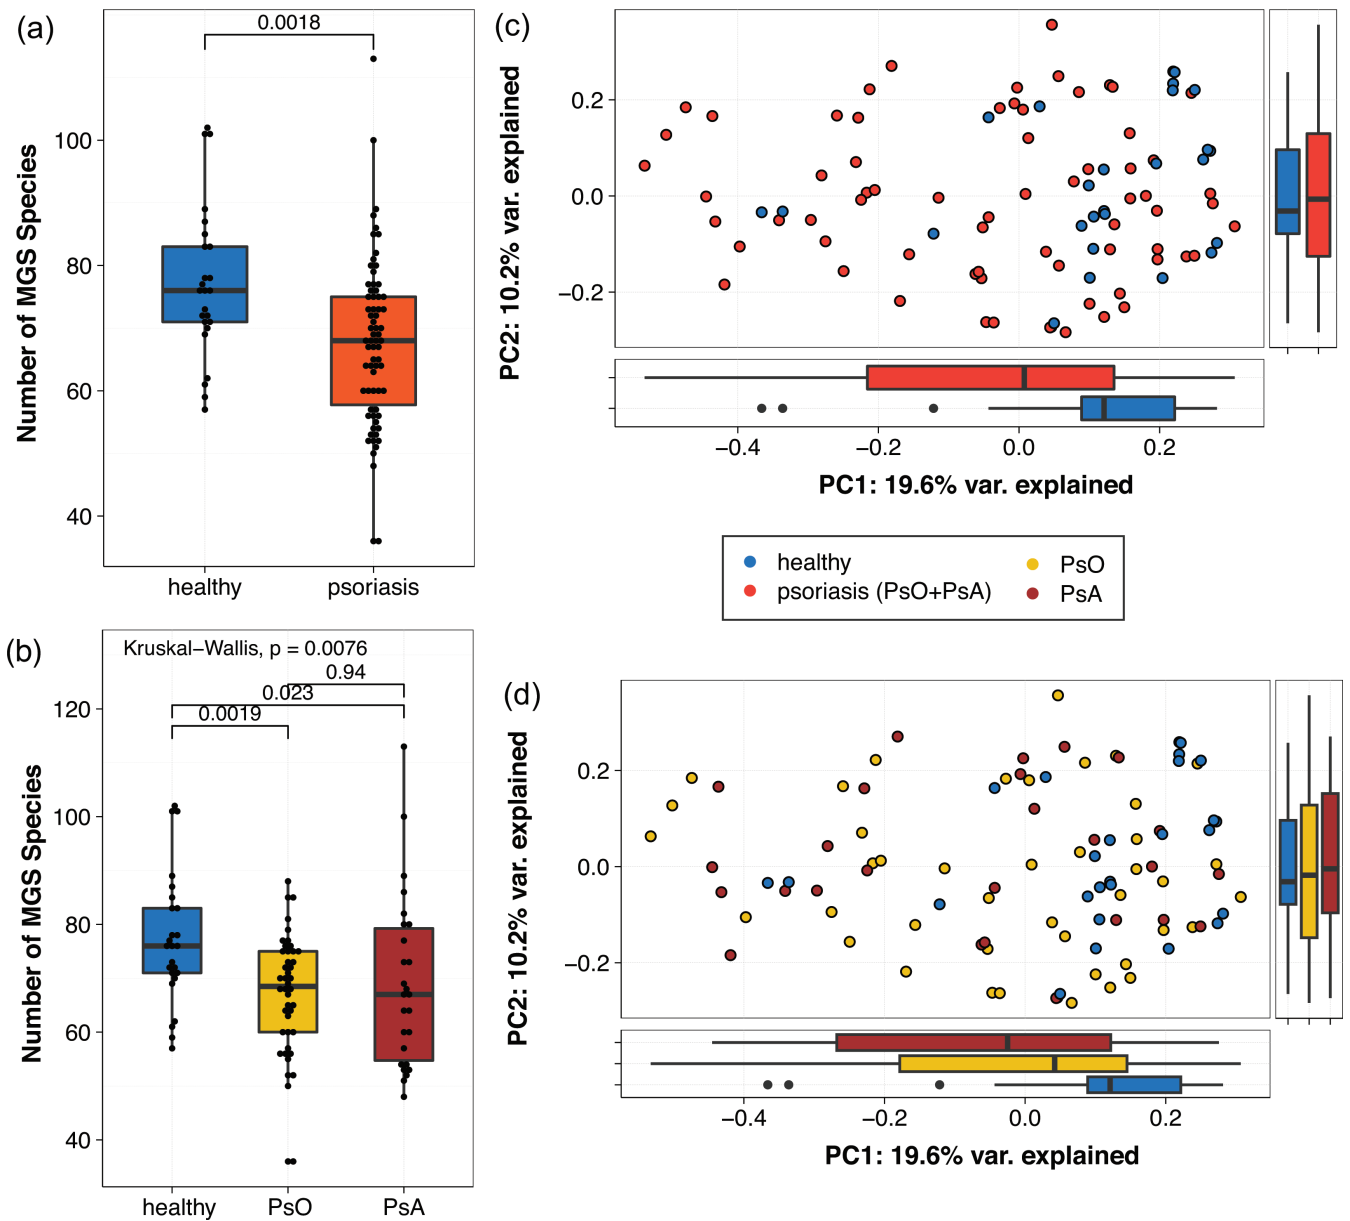 (a)
0.0018
Number of MGS Species
100
80
60
40
healthy
psoriasis
(c)
PC2: 10.2% var. explained
0.2
0.0
−0.2
−0.4
−0.2
0.0
0.2
PC1: 19.6% var. explained
healthy
psoriasis (PsO+PsA)
PsO
PsA
(b)
Kruskal−Wallis, p = 0.0076
0.94
0.023
0.0019
Number of MGS Species
120
100
80
60
40
healthy
PsO
PsA
(d)
PC2: 10.2% var. explained
0.2
0.0
−0.2
−0.4
−0.2
0.0
0.2
PC1: 19.6% var. explained